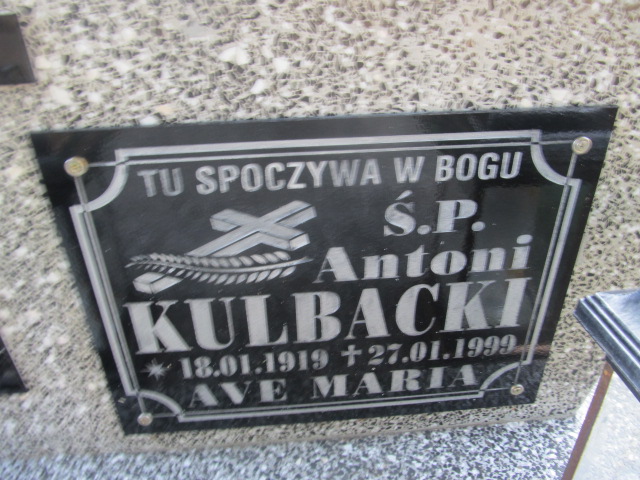 TU SPOCZYWA W BOGU
Ś.P.
Antoni
KULBACKI
* 18.01.1919 ✝ 27.01.1999
AVE MARIA